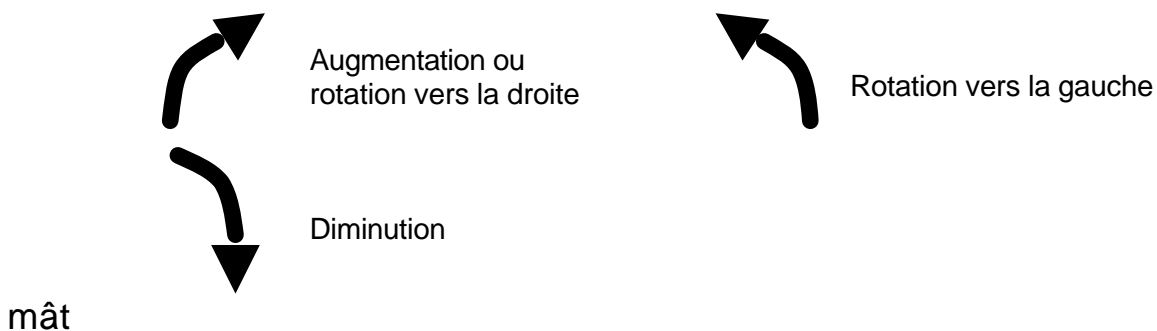 Augmentation ou
rotation vers la droite
Rotation vers la gauche
Diminution
mât